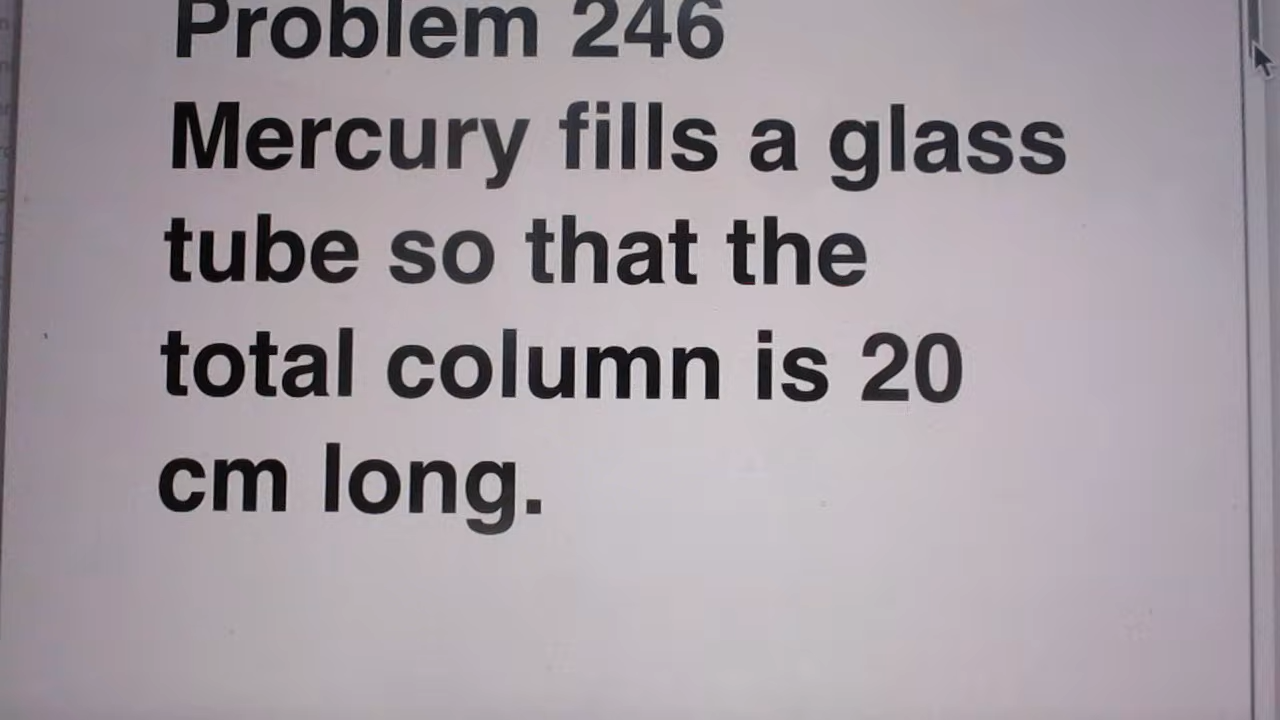 Problem 246
Mercury fills a glass
tube so that the
total column is 20
cm long.